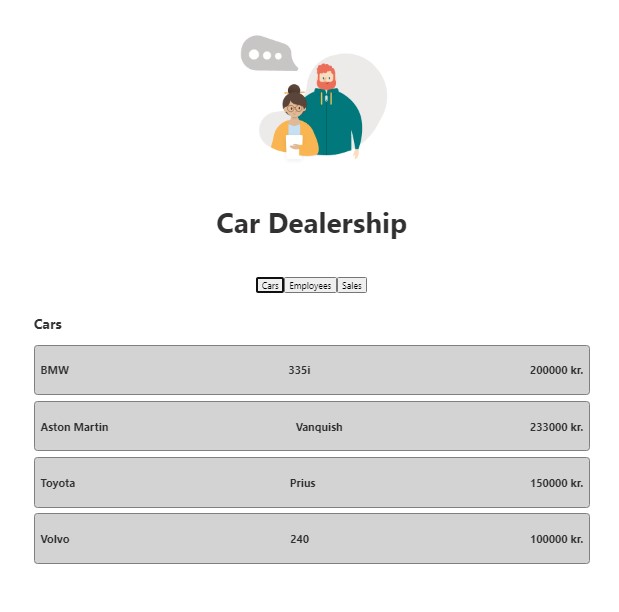 Car Dealership
Cars Employees Sales
Cars
BMW 335i 200000 kr.
Aston Martin Vanquish 233000 kr.
Toyota Prius 150000 kr.
Volvo 240 100000 kr.